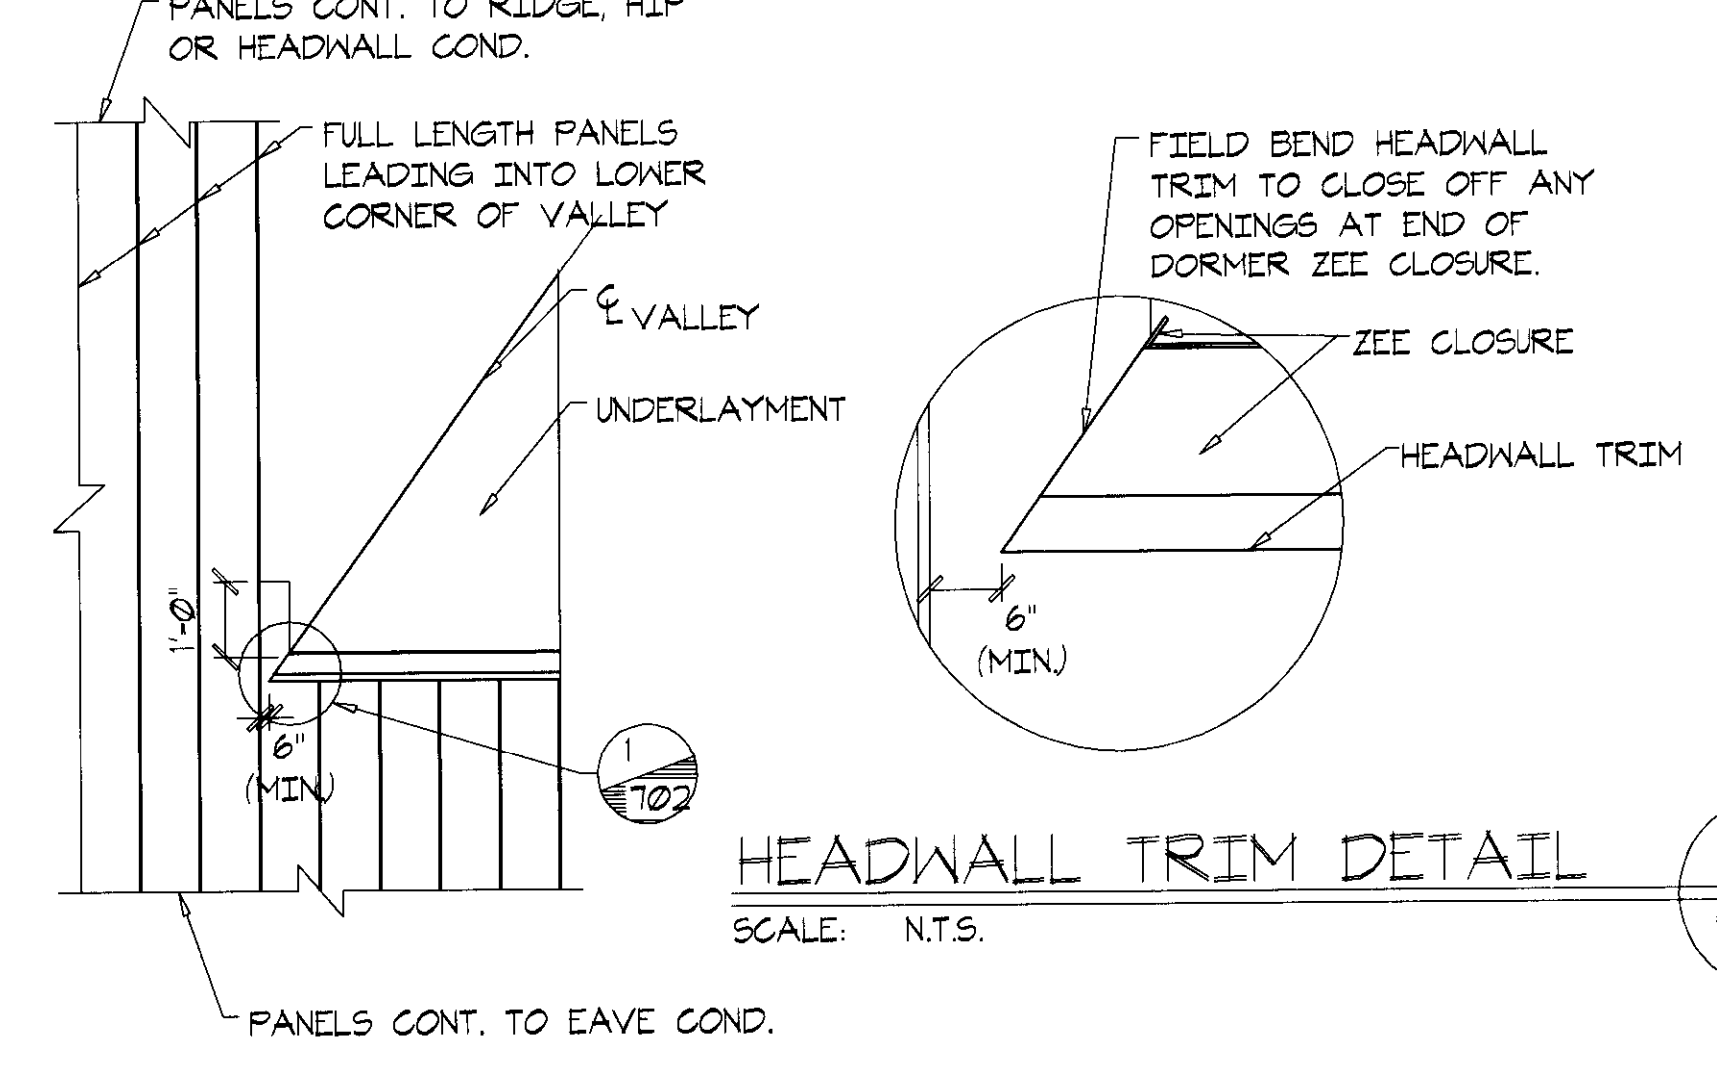 PANELS CONT. TO RIDGE, HIP
OR HEADWALL COND.
FULL LENGTH PANELS
LEADING INTO LOWER
CORNER OF VALLEY
℄ VALLEY
UNDERLAYMENT
1'-0"
6"
(MIN.)
1
702
PANELS CONT. TO EAVE COND.
FIELD BEND HEADWALL
TRIM TO CLOSE OFF ANY
OPENINGS AT END OF
DORMER ZEE CLOSURE.
ZEE CLOSURE
HEADWALL TRIM
6"
(MIN.)
HEADWALL TRIM DETAIL
SCALE: N.T.S.